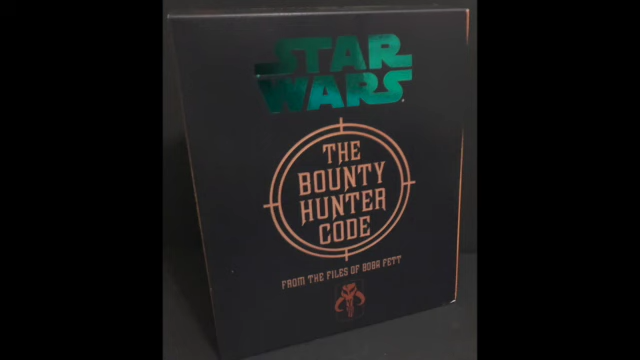 STAR
WARS
THE
BOUNTY
HUNTER
CODE
FROM THE FILES OF BOBA FETT